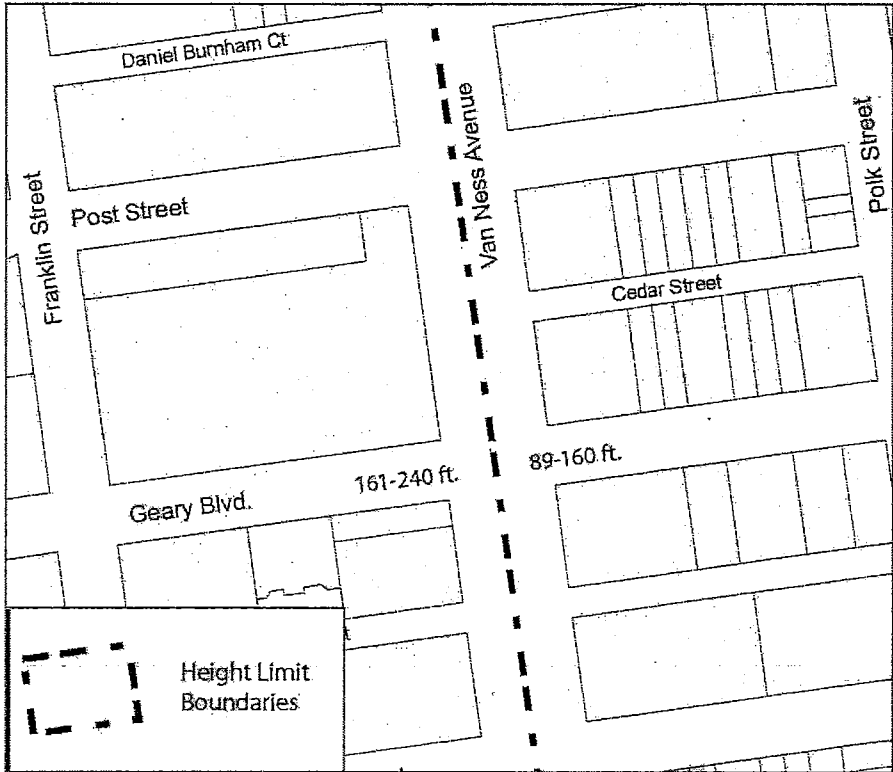 Daniel Burnham Ct
Van Ness Avenue
Polk Street
Franklin Street
Post Street
Cedar Street
161-240 ft.
89-160 ft.
Geary Blvd.
Height Limit
Boundaries